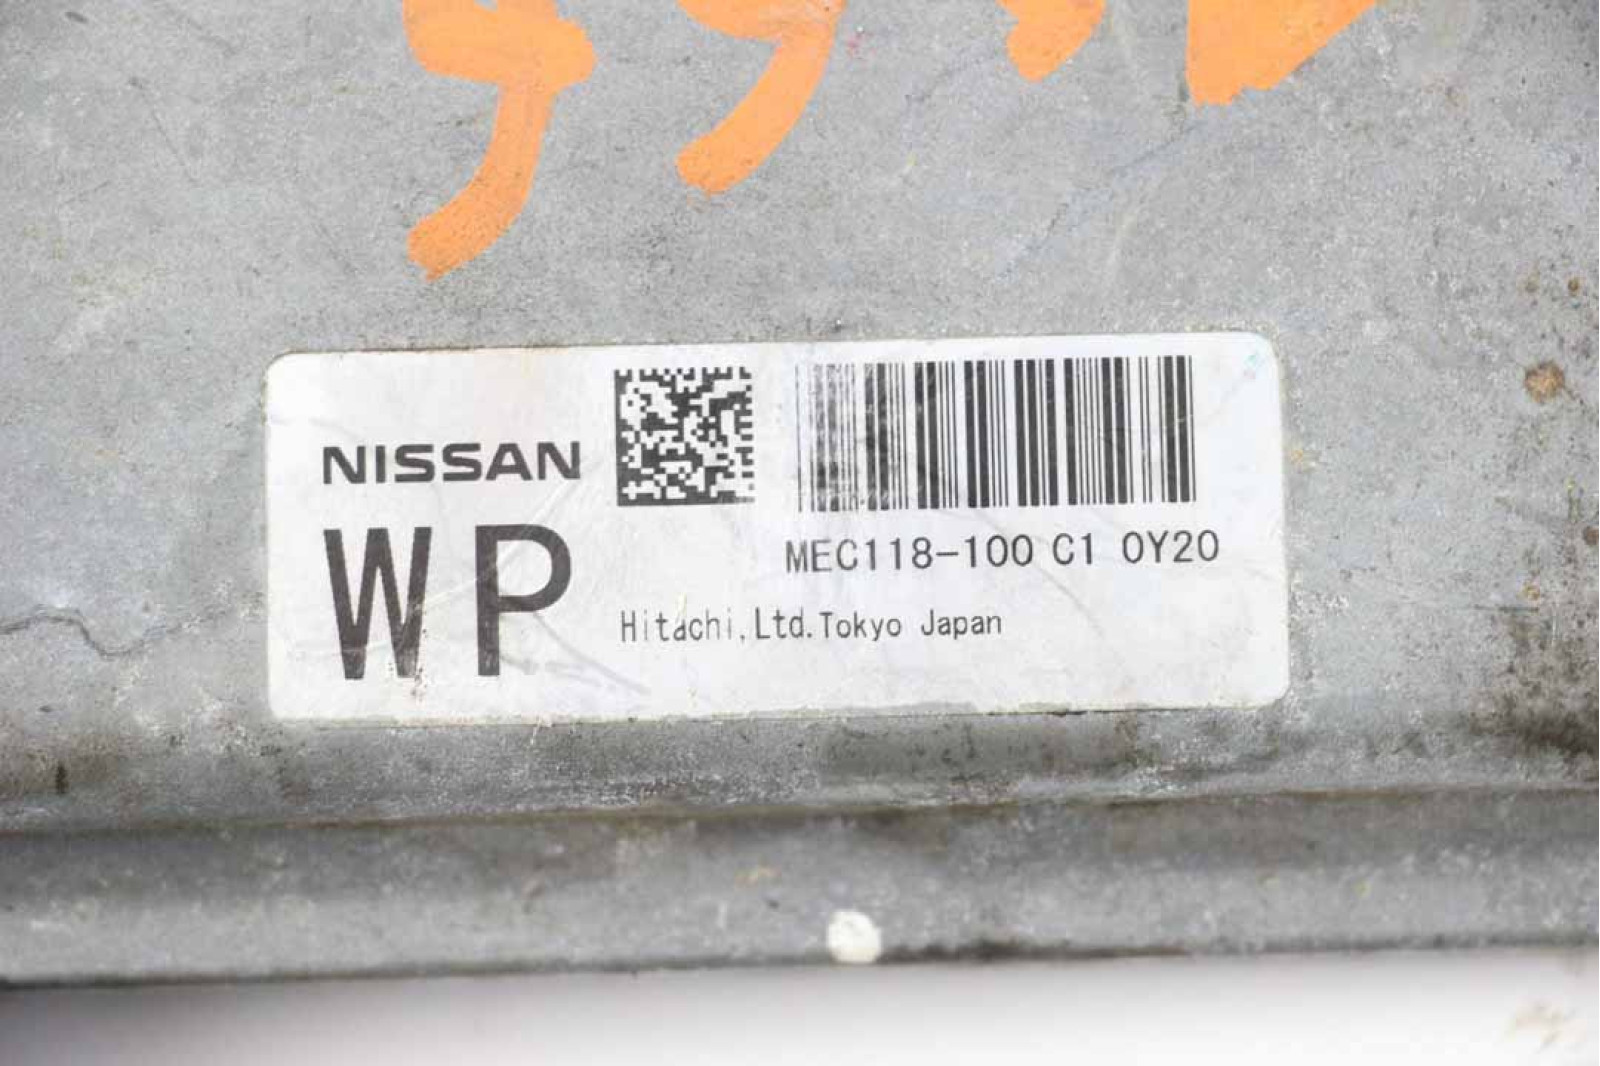 NISSAN
WP
MEC118-100 C1 0Y20
Hitachi,Ltd.Tokyo Japan